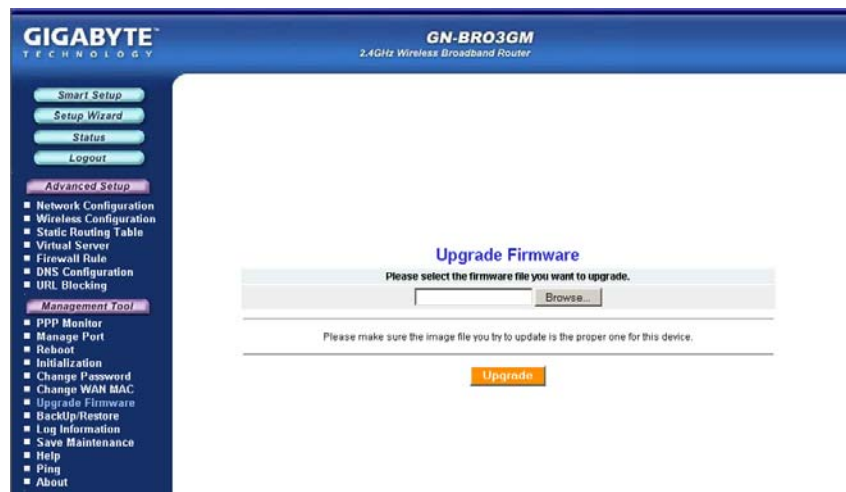 GIGABYTE™
TECHNOLOGY
GN-BRO3GM
2.4GHz Wireless Broadband Router
Smart Setup
Setup Wizard
Status
Logout
Advanced Setup
Network Configuration
Wireless Configuration
Static Routing Table
Virtual Server
Firewall Rule
DNS Configuration
URL Blocking
Management Tool
PPP Monitor
Manage Port
Reboot
Initialization
Change Password
Change WAN MAC
Upgrade Firmware
BackUp/Restore
Log Information
Save Maintenance
Help
Ping
About
Upgrade Firmware
Please select the firmware file you want to upgrade.
Browse...
Please make sure the image file you try to update is the proper one for this device.
Upgrade